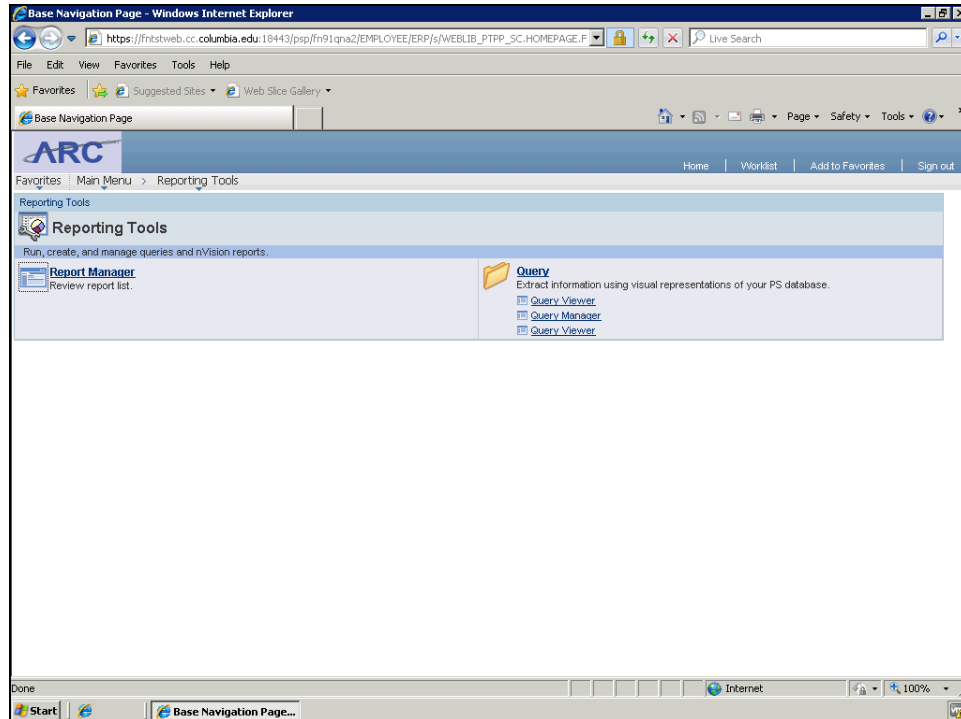 Base Navigation Page - Windows Internet Explorer
https://fntstweb.cc.columbia.edu:18443/psp/fn91qna2/EMPLOYEE/ERP/s/WEBLIB_PTPP_SC.HOMEPAGE.F
Live Search
File Edit View Favorites Tools Help
Favorites Suggested Sites Web Slice Gallery
Base Navigation Page Page Safety Tools
ARC
Home | Worklist | Add to Favorites | Sign out
Favorites Main Menu > Reporting Tools
Reporting Tools
Reporting Tools
Run, create, and manage queries and nVision reports.
Report Manager
Review report list.
Query
Extract information using visual representations of your PS database.
Query Viewer
Query Manager
Query Viewer
Done Internet 100%
Start Base Navigation Page...